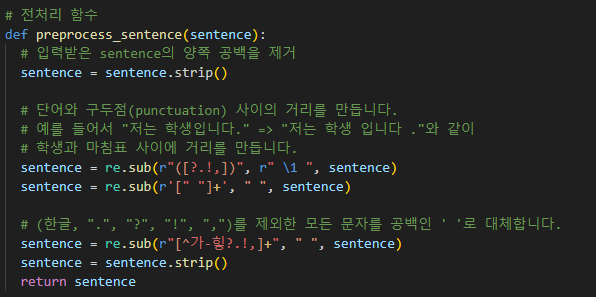 # 전처리 함수
def preprocess_sentence(sentence):
  # 입력받은 sentence의 양쪽 공백을 제거
  sentence = sentence.strip()

  # 단어와 구두점(punctuation) 사이의 거리를 만듭니다.
  # 예를 들어서 "저는 학생입니다." => "저는 학생 입니다 ."와 같이
  # 학생과 마침표 사이에 거리를 만듭니다.
  sentence = re.sub(r"([?.!,])", r" \1 ", sentence)
  sentence = re.sub(r'[" "]+', " ", sentence)

  # (한글, ".", "?", "!", ",")를 제외한 모든 문자를 공백인 ' '로 대체합니다.
  sentence = re.sub(r"[^가-힣?.!,]+", " ", sentence)
  sentence = sentence.strip()
  return sentence